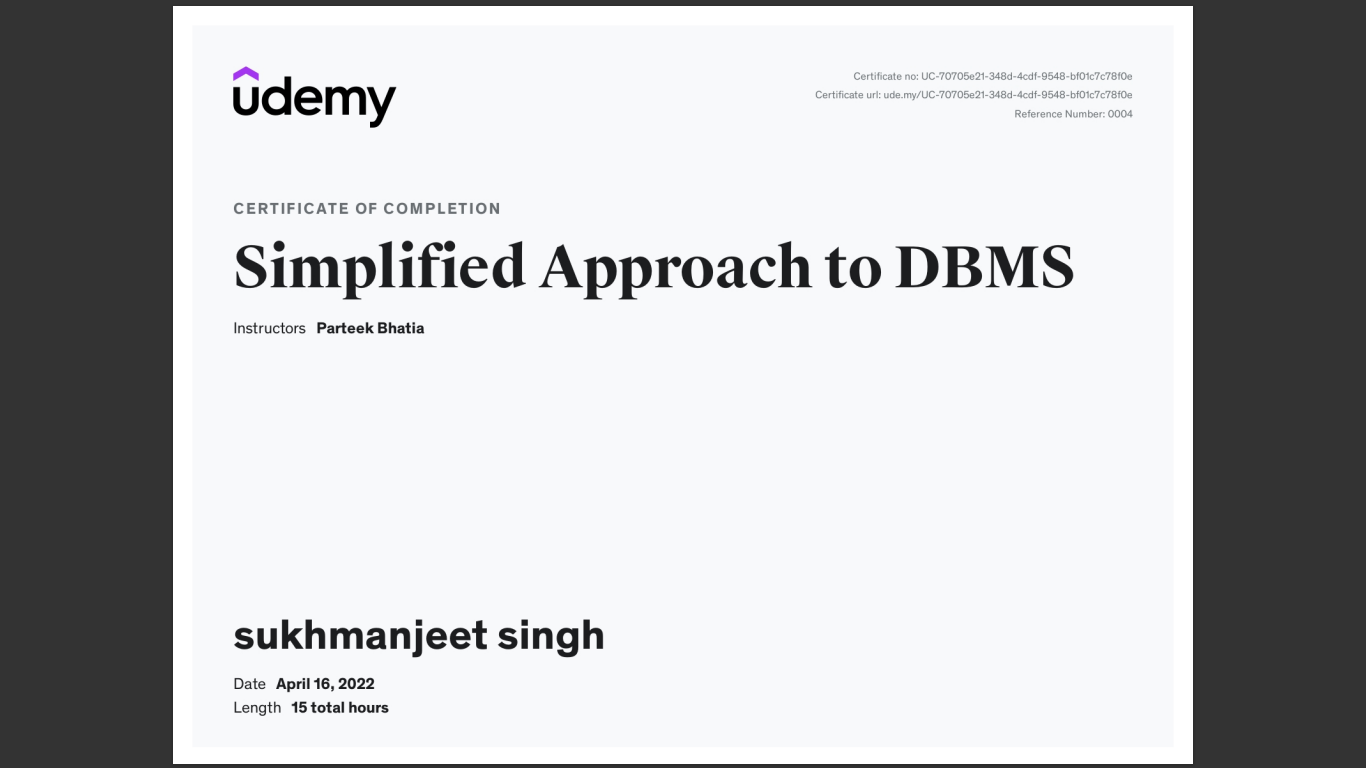 udemy
Certificate no: UC-70705e21-348d-4cdf-9548-bf01c7c78f0e
Certificate url: ude.my/UC-70705e21-348d-4cdf-9548-bf01c7c78f0e
Reference Number: 0004
CERTIFICATE OF COMPLETION
Simplified Approach to DBMS
Instructors Parteek Bhatia
sukhmanjeet singh
Date April 16, 2022
Length 15 total hours